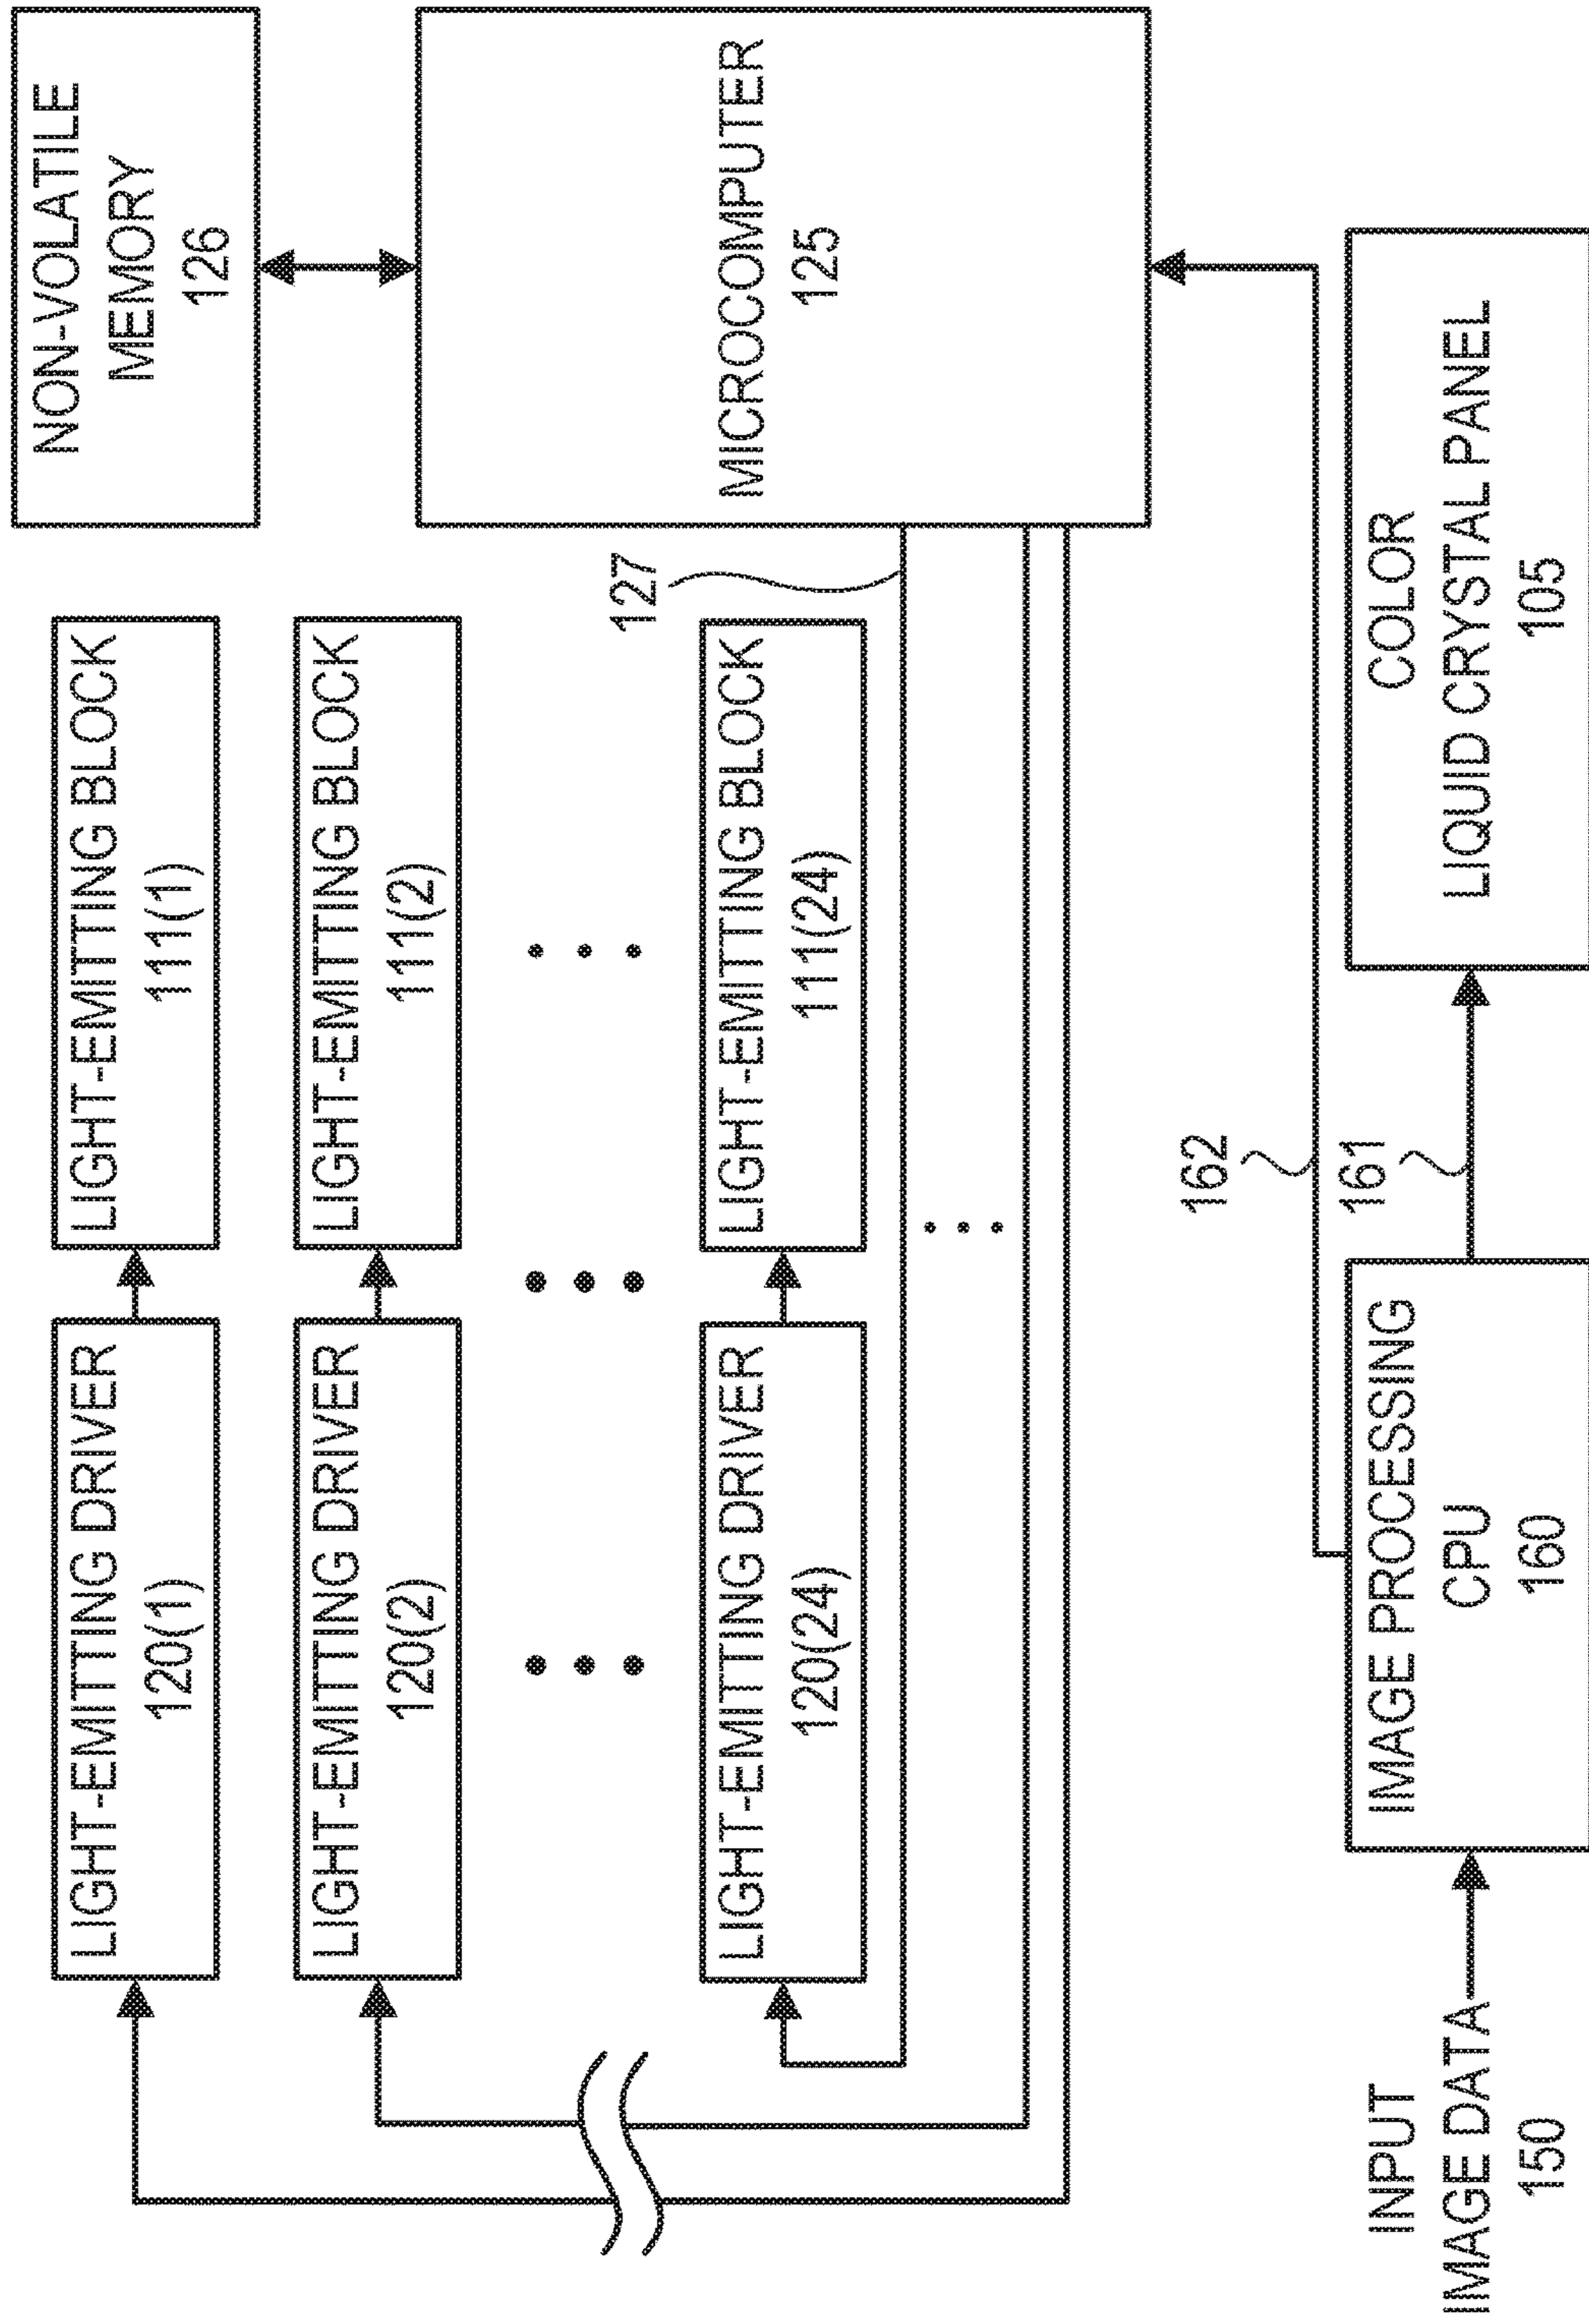 LIGHT-EMITTING DRIVER
120(1)
LIGHT-EMITTING BLOCK
111(1)
NON-VOLATILE
MEMORY
126
LIGHT-EMITTING DRIVER
120(2)
LIGHT-EMITTING BLOCK
111(2)
LIGHT-EMITTING DRIVER
120(24)
LIGHT-EMITTING BLOCK
111(24)
127
MICROCOMPUTER
125
162
161
INPUT
IMAGE DATA
150
IMAGE PROCESSING
CPU
160
COLOR
LIQUID CRYSTAL PANEL
105